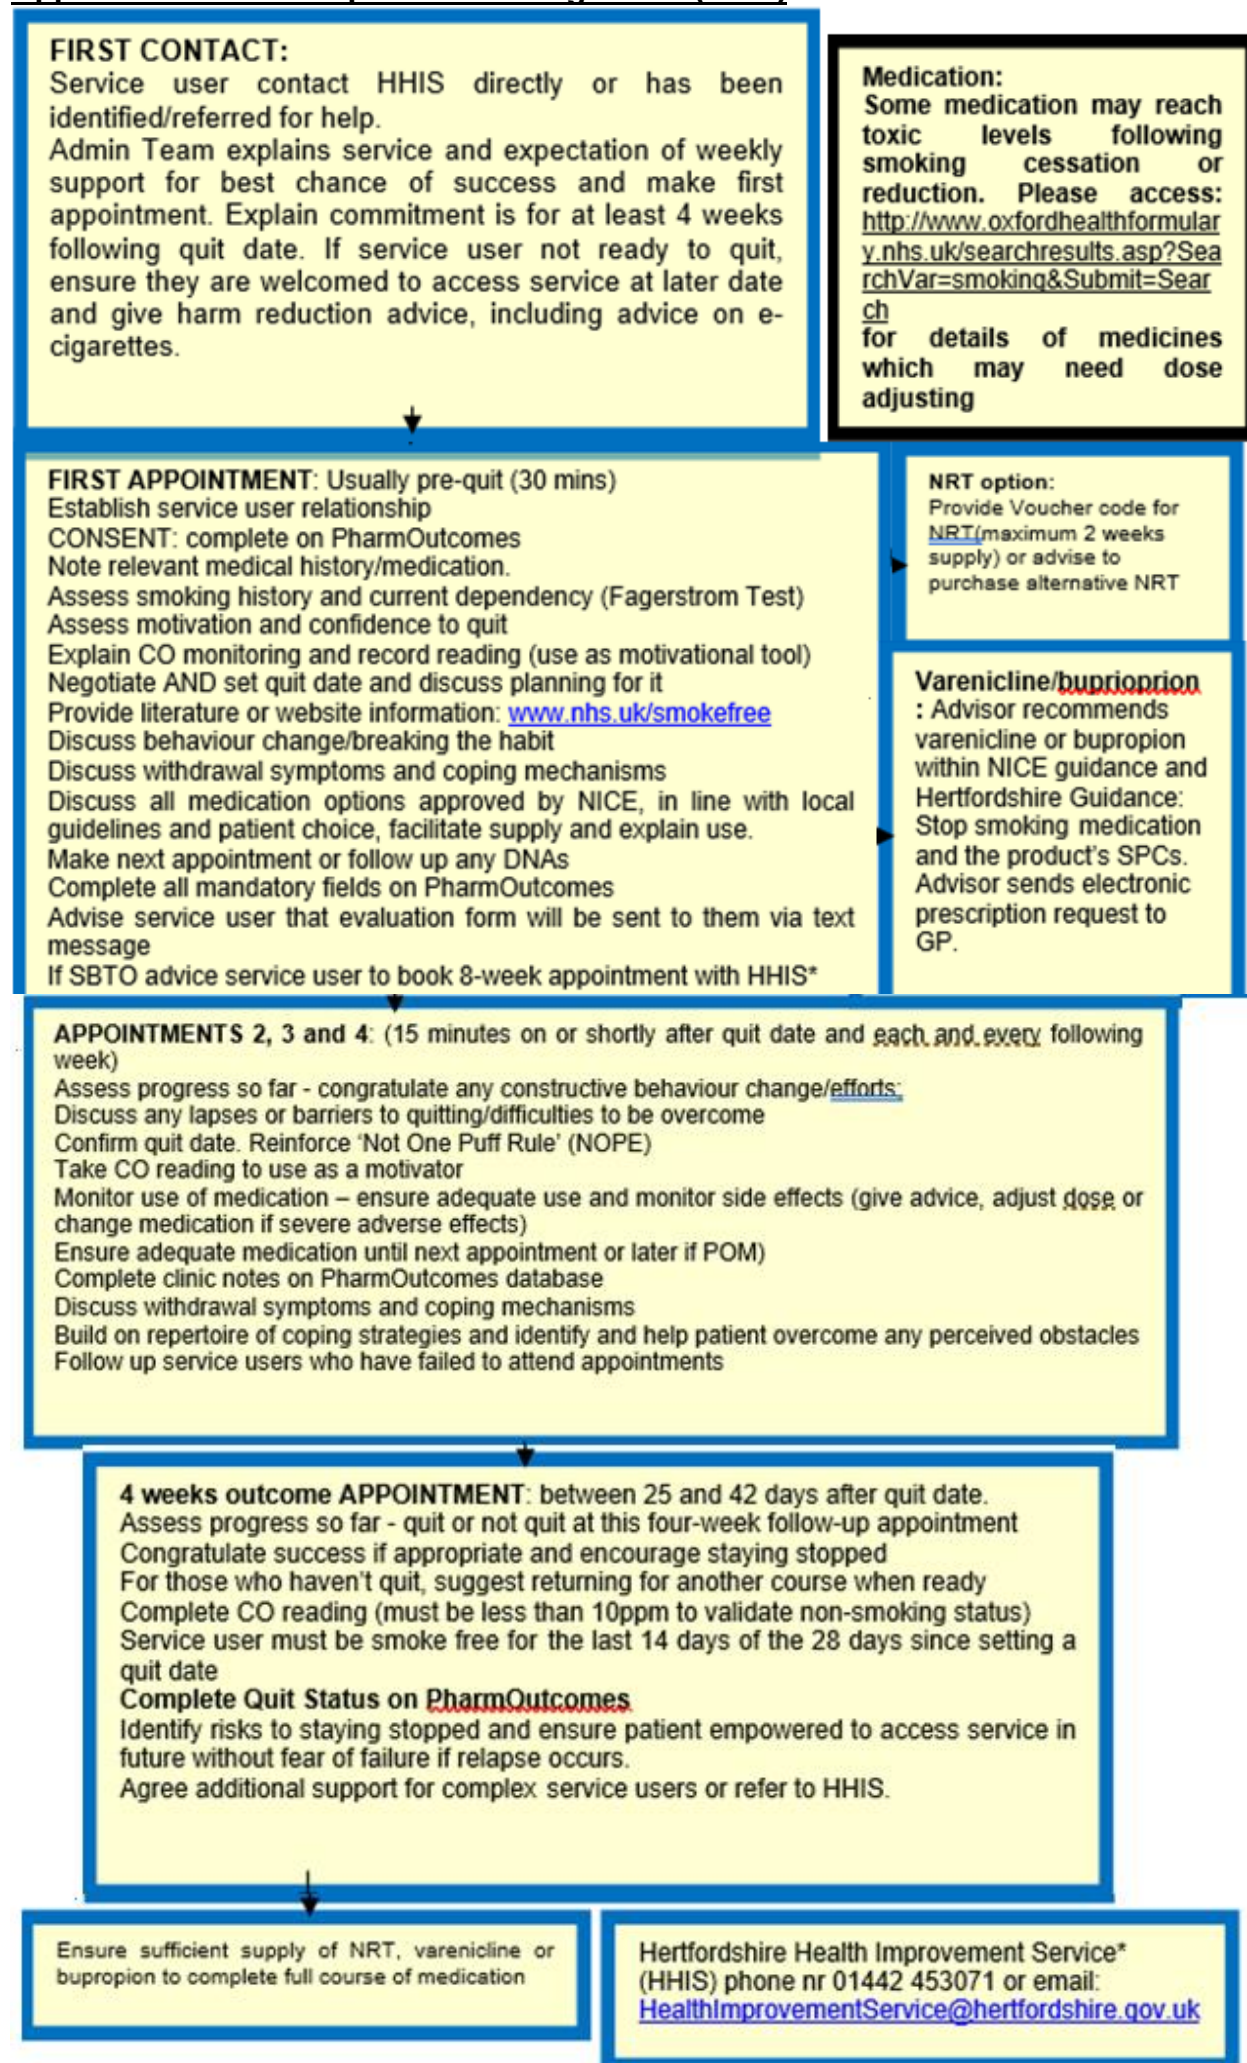 FIRST CONTACT:
Service user contact HHIS directly or has been
identified/referred for help.
Admin Team explains service and expectation of weekly
support for best chance of success and make first
appointment. Explain commitment is for at least 4 weeks
following quit date. If service user not ready to quit,
ensure they are welcomed to access service at later date
and give harm reduction advice, including advice on e-
cigarettes.
Medication:
Some medication may reach
toxic levels following
smoking cessation or
reduction. Please access:
http://www.oxfordhealthformular
y.nhs.uk/searchresults.asp?Sea
rchVar=smoking&Submit=Sear
ch
for details of medicines
which may need dose
adjusting
FIRST APPOINTMENT: Usually pre-quit (30 mins)
Establish service user relationship
CONSENT: complete on PharmOutcomes
Note relevant medical history/medication.
Assess smoking history and current dependency (Fagerstrom Test)
Assess motivation and confidence to quit
Explain CO monitoring and record reading (use as motivational tool)
Negotiate AND set quit date and discuss planning for it
Provide literature or website information: www.nhs.uk/smokefree
Discuss behaviour change/breaking the habit
Discuss withdrawal symptoms and coping mechanisms
Discuss all medication options approved by NICE, in line with local
guidelines and patient choice, facilitate supply and explain use.
Make next appointment or follow up any DNAs
Complete all mandatory fields on PharmOutcomes
Advise service user that evaluation form will be sent to them via text
message
If SBTO advice service user to book 8-week appointment with HHIS*
NRT option:
Provide Voucher code for
NRT(maximum 2 weeks
supply) or advise to
purchase alternative NRT
Varenicline/buprioprion
: Advisor recommends
varenicline or bupropion
within NICE guidance and
Hertfordshire Guidance:
Stop smoking medication
and the product's SPCs.
Advisor sends electronic
prescription request to
GP.
APPOINTMENTS 2, 3 and 4: (15 minutes on or shortly after quit date and each and every following
week)
Assess progress so far - congratulate any constructive behaviour change/efforts;
Discuss any lapses or barriers to quitting/difficulties to be overcome
Confirm quit date. Reinforce ‘Not One Puff Rule’ (NOPE)
Take CO reading to use as a motivator
Monitor use of medication – ensure adequate use and monitor side effects (give advice, adjust dose or
change medication if severe adverse effects)
Ensure adequate medication until next appointment or later if POM)
Complete clinic notes on PharmOutcomes database
Discuss withdrawal symptoms and coping mechanisms
Build on repertoire of coping strategies and identify and help patient overcome any perceived obstacles
Follow up service users who have failed to attend appointments
4 weeks outcome APPOINTMENT: between 25 and 42 days after quit date.
Assess progress so far - quit or not quit at this four-week follow-up appointment
Congratulate success if appropriate and encourage staying stopped
For those who haven't quit, suggest returning for another course when ready
Complete CO reading (must be less than 10ppm to validate non-smoking status)
Service user must be smoke free for the last 14 days of the 28 days since setting a
quit date
Complete Quit Status on PharmOutcomes
Identify risks to staying stopped and ensure patient empowered to access service in
future without fear of failure if relapse occurs.
Agree additional support for complex service users or refer to HHIS.
Ensure sufficient supply of NRT, varenicline or
bupropion to complete full course of medication
Hertfordshire Health Improvement Service*
(HHIS) phone nr 01442 453071 or email:
HealthImprovementService@hertfordshire.gov.uk